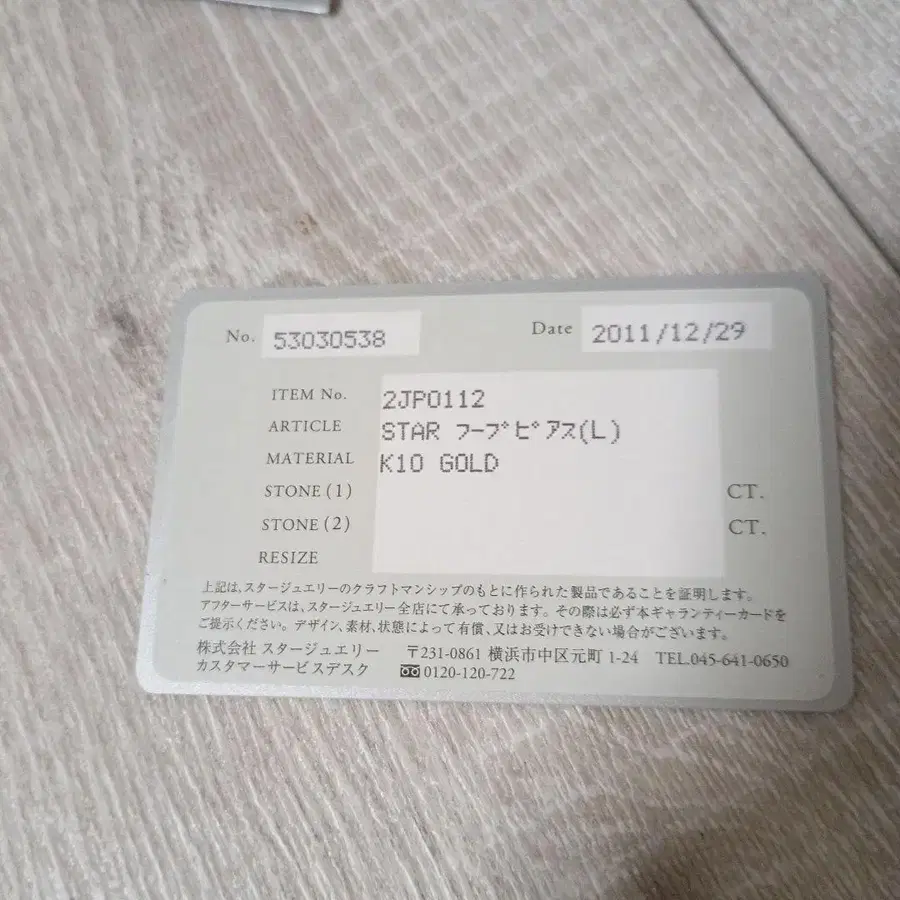 No. 53030538 Date 2011/12/29
ITEM No. 2JP0112
ARTICLE STAR フープピアス(L)
MATERIAL K10 GOLD
STONE (1) CT.
STONE (2) CT.
RESIZE
上記は、スタージュエリーのクラフトマンシップのもとに作られた製品であることを証明します。
アフターサービスは、スタージュエリー全店にて承っております。その際は必ず本ギャランティーカードを
ご提示ください。デザイン、素材、状態によって有償、又はお受けできない場合がございます。
株式会社 スタージュエリー 〒231-0861 横浜市中区元町 1-24 TEL.045-641-0650
カスタマーサービスデスク 0120-120-722